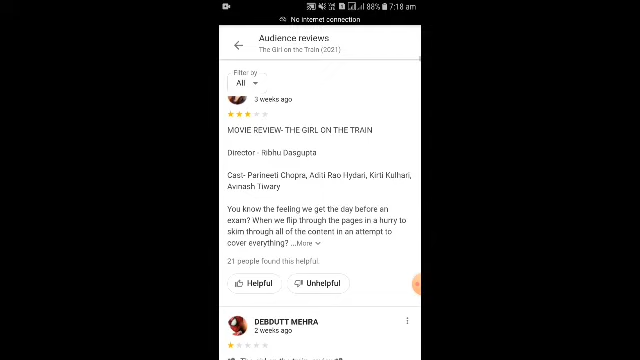 88% 7:18 am
No internet connection
Audience reviews
The Girl on the Train (2021)
Filter by
All
3 weeks ago
MOVIE REVIEW- THE GIRL ON THE TRAIN
Director - Ribhu Dasgupta
Cast- Parineeti Chopra, Aditi Rao Hydari, Kirti Kulhari,
Avinash Tiwary
You know the feeling we get the day before an
exam? When we flip through the pages in a hurry to
skim through all of the content in an attempt to
cover everything? ...More
21 people found this helpful.
Helpful
Unhelpful
DEBDUTT MEHRA
2 weeks ago